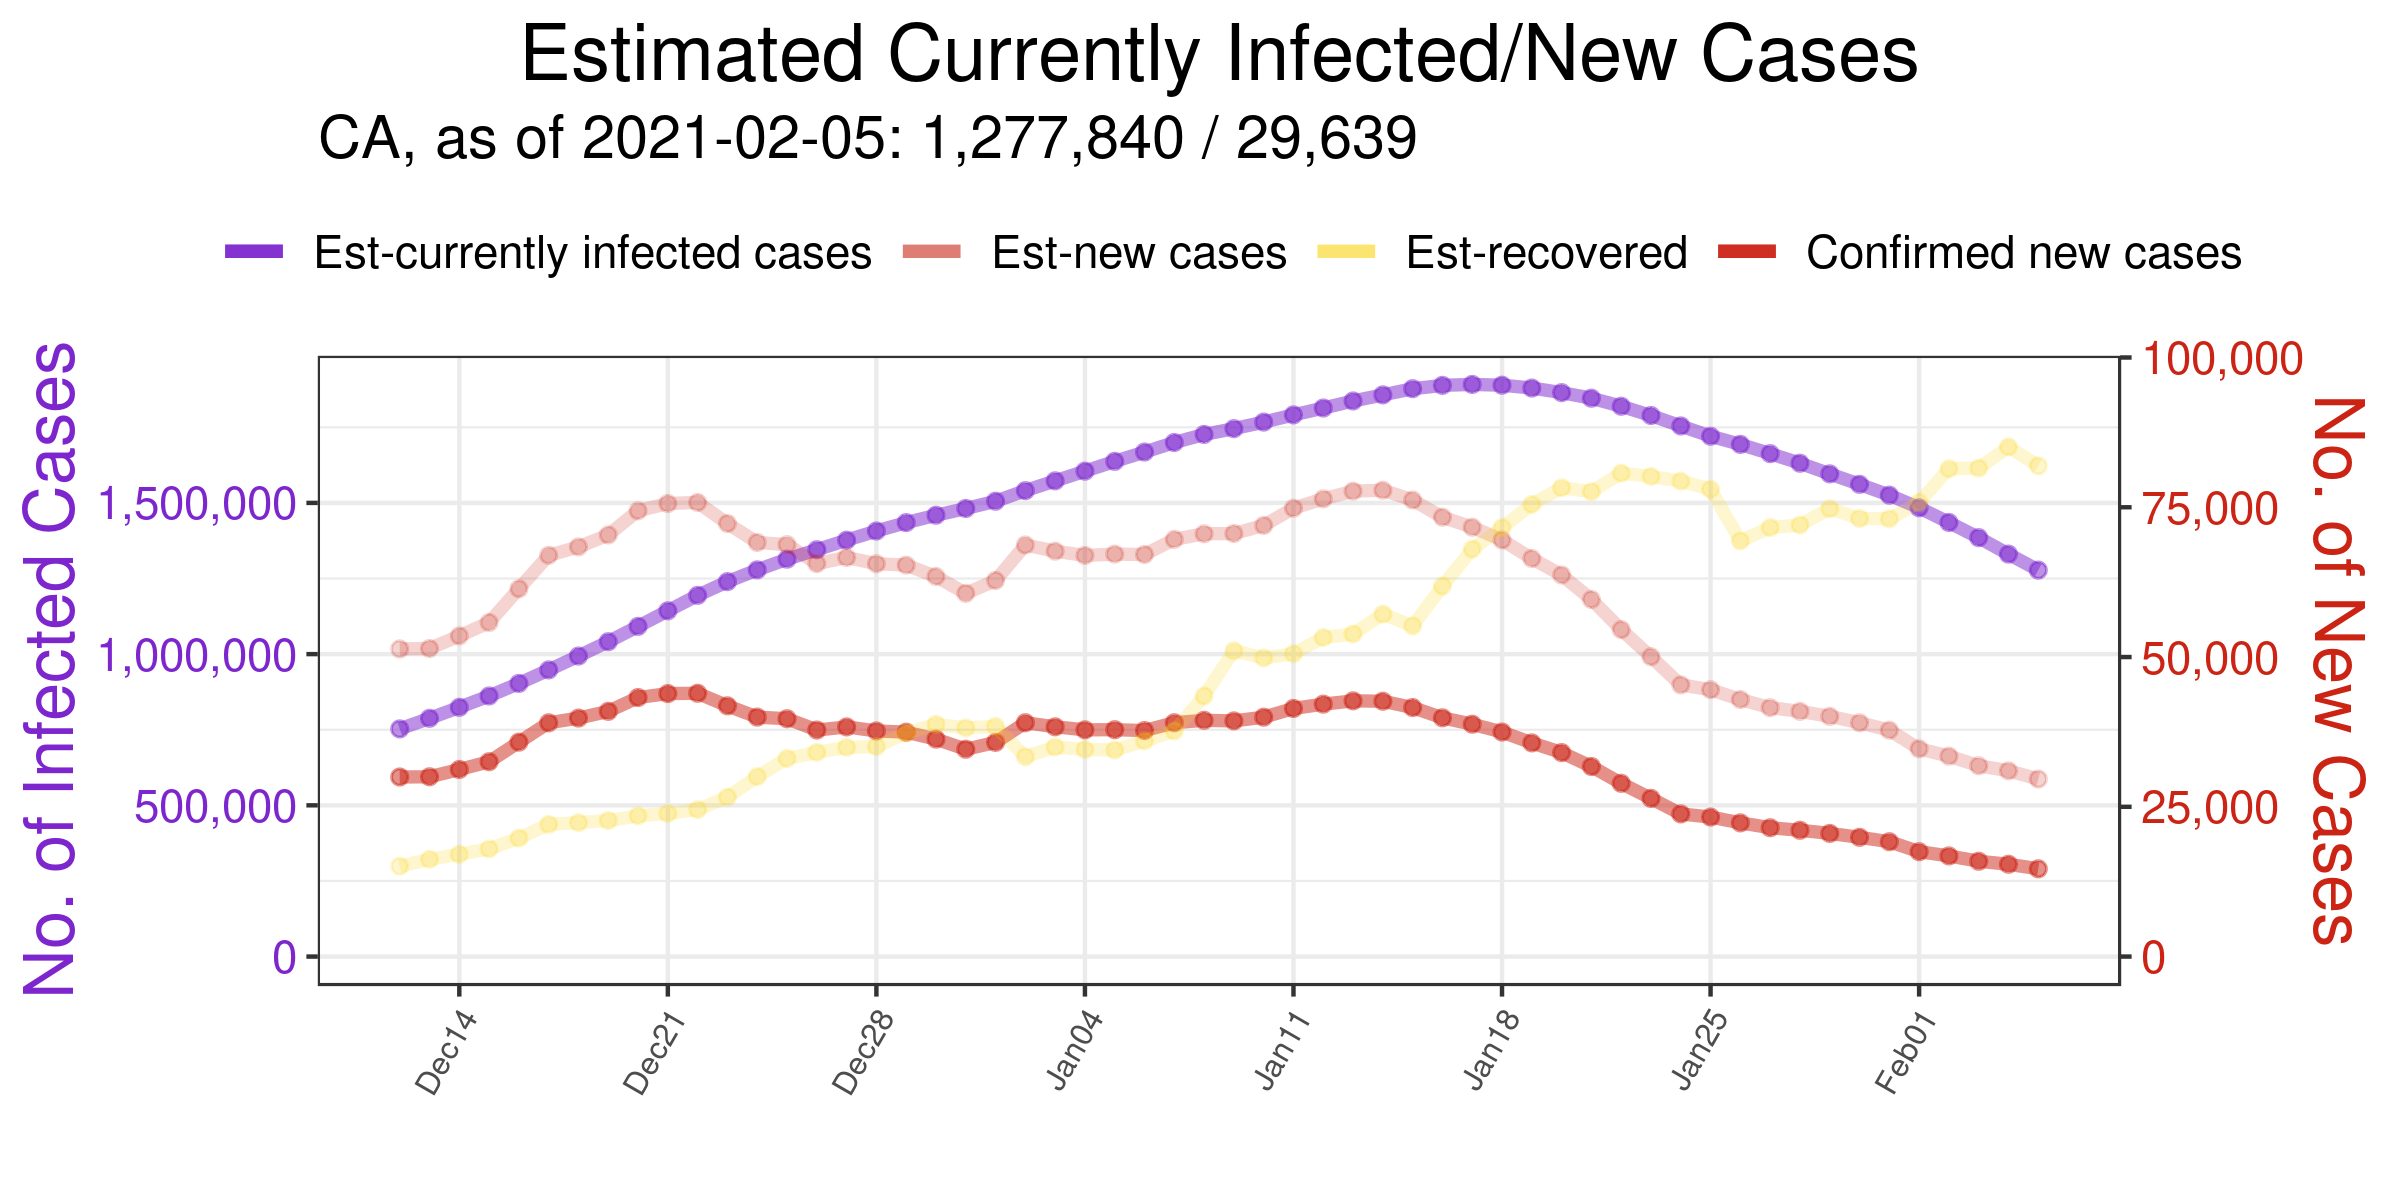 Estimated Currently Infected/New Cases
CA, as of 2021-02-05: 1,277,840 / 29,639
Est-currently infected cases
Est-new cases
Est-recovered
Confirmed new cases
No. of Infected Cases
1,500,000
1,000,000
500,000
0
100,000
75,000
50,000
25,000
0
No. of New Cases
Dec14
Dec21
Dec28
Jan04
Jan11
Jan18
Jan25
Feb01